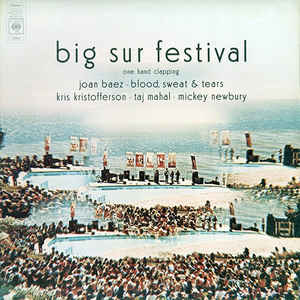 big sur festival
one hand clapping
joan baez · blood, sweat & tears
kris kristofferson · taj mahal · mickey newbury